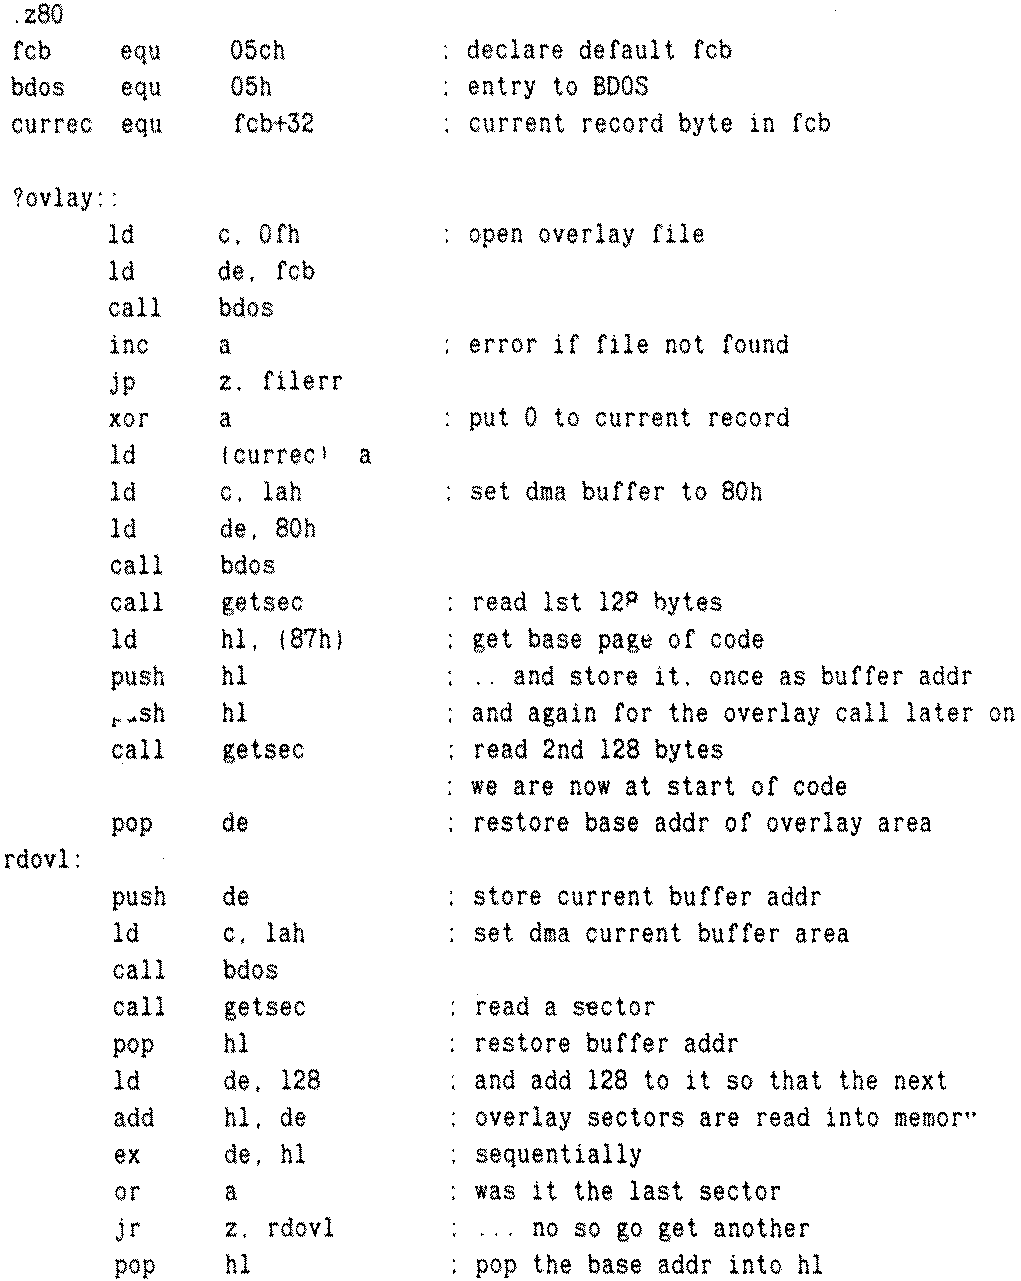 .z80
fcb equ 05ch ; declare default fcb
bdos equ 05h ; entry to BDOS
currec equ fcb+32 ; current record byte in fcb
?ovlay::
ld c, 0fh ; open overlay file
ld de, fcb
call bdos
inc a ; error if file not found
jp z, filerr
xor a ; put 0 to current record
ld (currec) a
ld c, 1ah ; set dma buffer to 80h
ld de, 80h
call bdos
call getsec ; read 1st 128 bytes
ld hl, (87h) ; get base page of code
push hl ; .. and store it, once as buffer addr
push hl ; and again for the overlay call later on
call getsec ; read 2nd 128 bytes
; we are now at start of code
pop de ; restore base addr of overlay area
rdovl:
push de ; store current buffer addr
ld c, 1ah ; set dma current buffer area
call bdos
call getsec ; read a sector
pop hl ; restore buffer addr
ld de, 128 ; and add 128 to it so that the next
add hl, de ; overlay sectors are read into memory
ex de, hl ; sequentially
or a ; was it the last sector
jr z, rdovl ; ... no so go get another
pop hl ; pop the base addr into hl